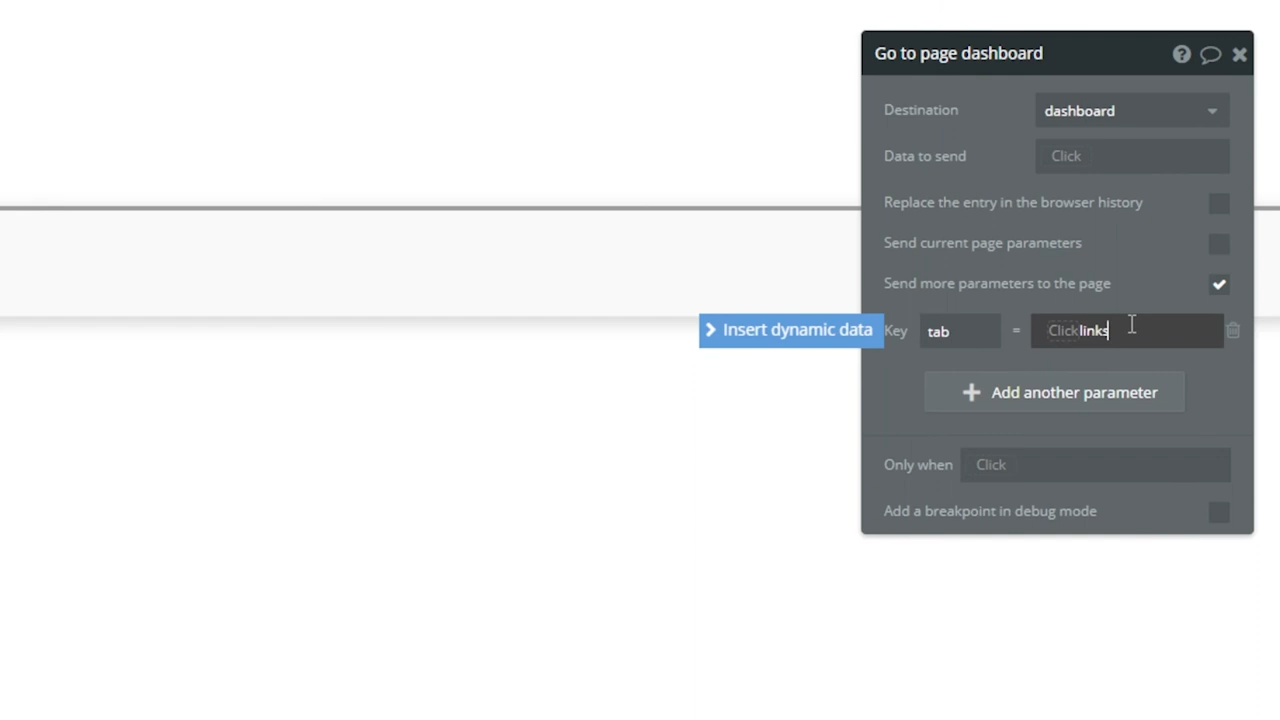 Go to page dashboard
Destination dashboard
Data to send Click
Replace the entry in the browser history
Send current page parameters
Send more parameters to the page
Insert dynamic data Key tab = Clicklinks
Add another parameter
Only when Click
Add a breakpoint in debug mode